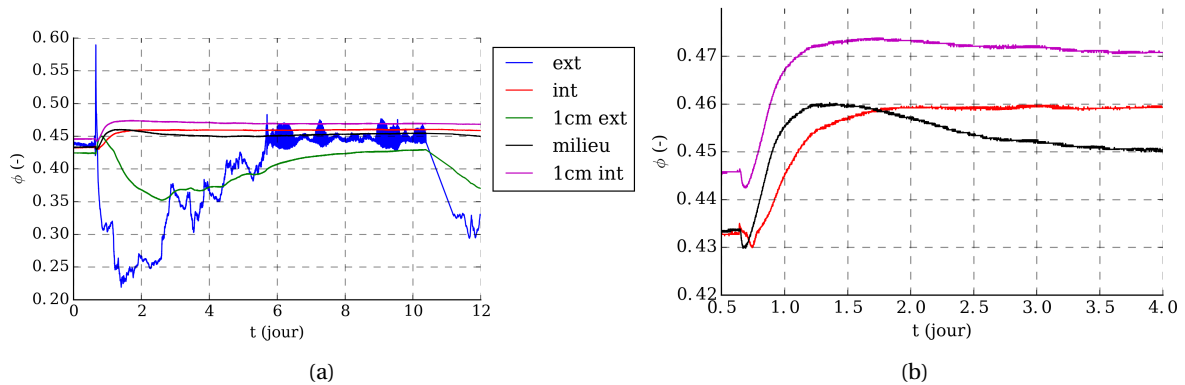 0.60
0.55
0.50
0.45
0.40
0.35
0.30
0.25
0.20
ϕ (-)
0 2 4 6 8 10 12
t (jour)
ext
int
1cm ext
milieu
1cm int
(a)
0.47
0.46
0.45
0.44
0.43
0.42
ϕ (-)
0.5 1.0 1.5 2.0 2.5 3.0 3.5 4.0
t (jour)
(b)